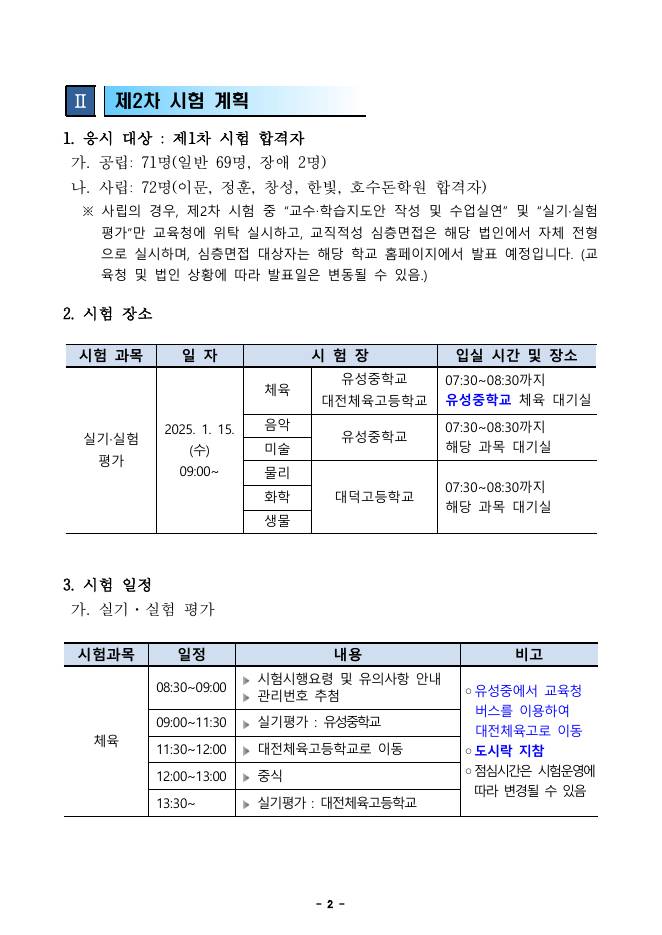 Ⅱ 제2차 시험 계획
1. 응시 대상 : 제1차 시험 합격자
가. 공립: 71명(일반 69명, 장애 2명)
나. 사립: 72명(이문, 정훈, 창성, 한빛, 호수돈학원 합격자)
※ 사립의 경우, 제2차 시험 중 “교수·학습지도안 작성 및 수업실연” 및 “실기·실험
평가”만 교육청에 위탁 실시하고, 교직적성 심층면접은 해당 법인에서 자체 전형
으로 실시하며, 심층면접 대상자는 해당 학교 홈페이지에서 발표 예정입니다. (교
육청 및 법인 상황에 따라 발표일은 변동될 수 있음.)
2. 시험 장소
시험 과목 일 자 시 험 장 입실 시간 및 장소
실기·실험
평가
2025. 1. 15.
(수)
09:00~
체육
유성중학교
대전체육고등학교
07:30~08:30까지
유성중학교 체육 대기실
음악
미술
유성중학교
07:30~08:30까지
해당 과목 대기실
물리
화학
생물
대덕고등학교
07:30~08:30까지
해당 과목 대기실
3. 시험 일정
가. 실기·실험 평가
시험과목 일정 내용 비고
체육
08:30~09:00
▶ 시험시행요령 및 유의사항 안내
▶ 관리번호 추첨
09:00~11:30 ▶ 실기평가 : 유성중학교
11:30~12:00 ▶ 대전체육고등학교로 이동
12:00~13:00 ▶ 중식
13:30~ ▶ 실기평가 : 대전체육고등학교
○ 유성중에서 교육청
버스를 이용하여
대전체육고로 이동
○ 도시락 지참
○ 점심시간은 시험운영에
따라 변경될 수 있음
- 2 -